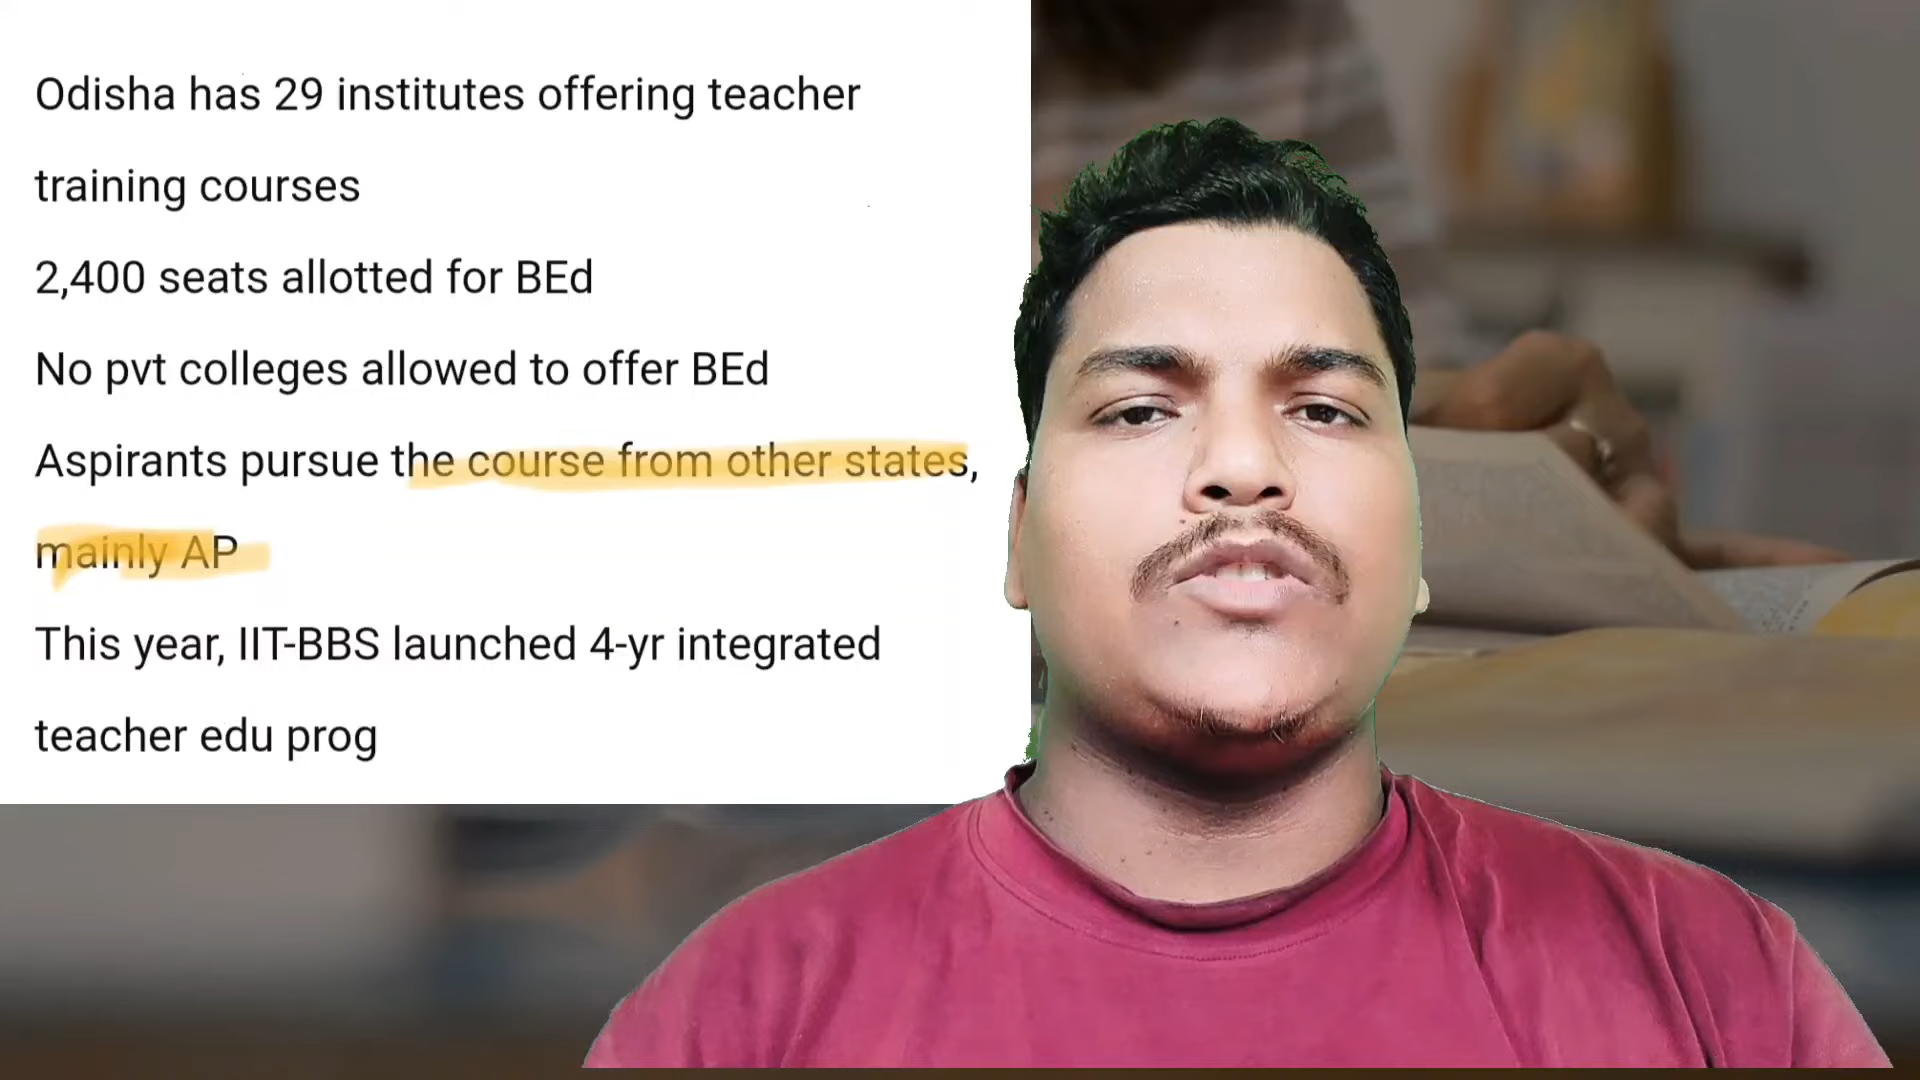 Odisha has 29 institutes offering teacher
training courses
2,400 seats allotted for BEd
No pvt colleges allowed to offer BEd
Aspirants pursue the course from other states,
mainly AP
This year, IIT-BBS launched 4-yr integrated
teacher edu prog